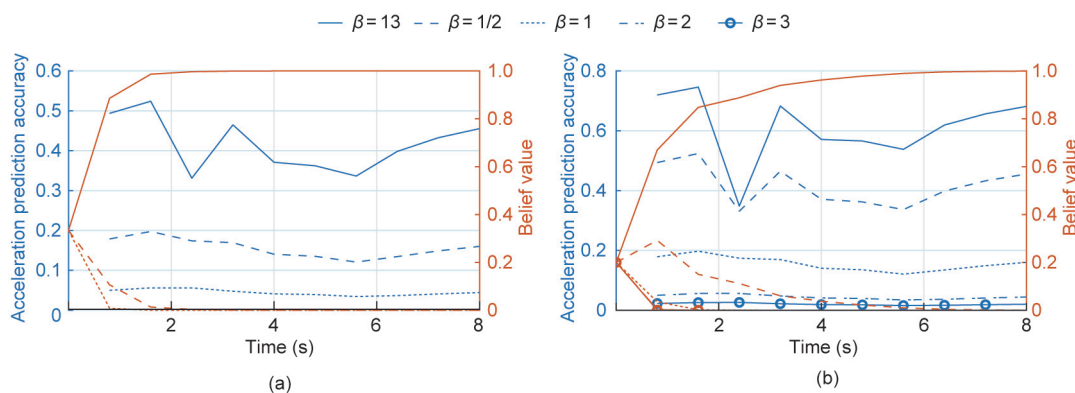 β = 13 β = 1/2 β = 1 β = 2 β = 3
Acceleration prediction accuracy
0.6
0.5
0.4
0.3
0.2
0.1
0
2 4 6 8
Time (s)
1.0
0.8
0.6
0.4
0.2
0
Belief value
(a)
Acceleration prediction accuracy
0.8
0.6
0.4
0.2
0
2 4 6 8
Time (s)
1.0
0.8
0.6
0.4
0.2
0
Belief value
(b)